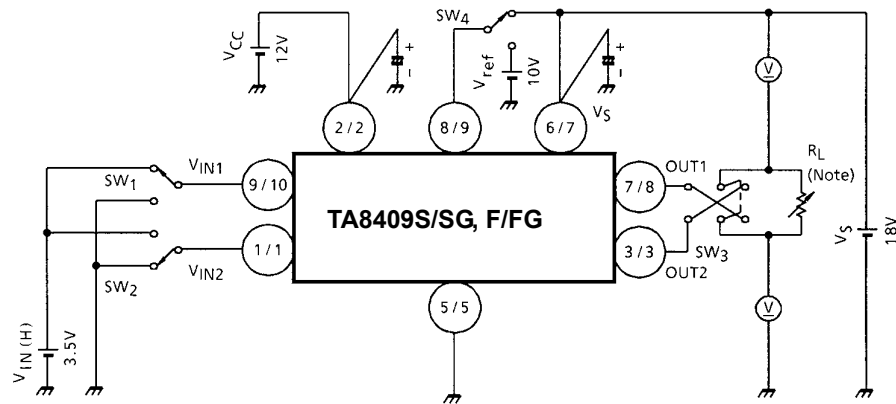 VCC
12V
+
-
SW4
Vref
10V
+
-
VS
V
2 / 2
8 / 9
6 / 7
SW1
VIN1
9 / 10
OUT1
7 / 8
RL
(Note)
TA8409S/SG, F/FG
SW2
VIN2
1 / 1
3 / 3
OUT2
SW3
VS
18V
5 / 5
V
VIN (H)
3.5V